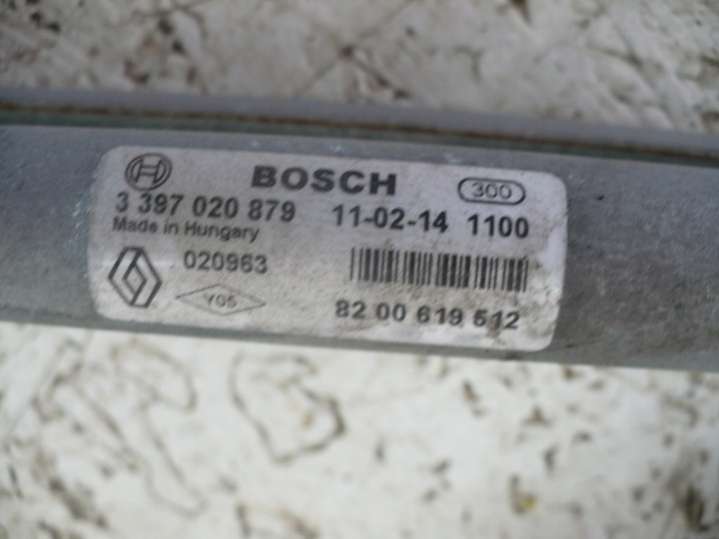 BOSCH 300
3 397 020 879 11-02-14 1100
Made in Hungary
020963
Y05
82 00 619 512